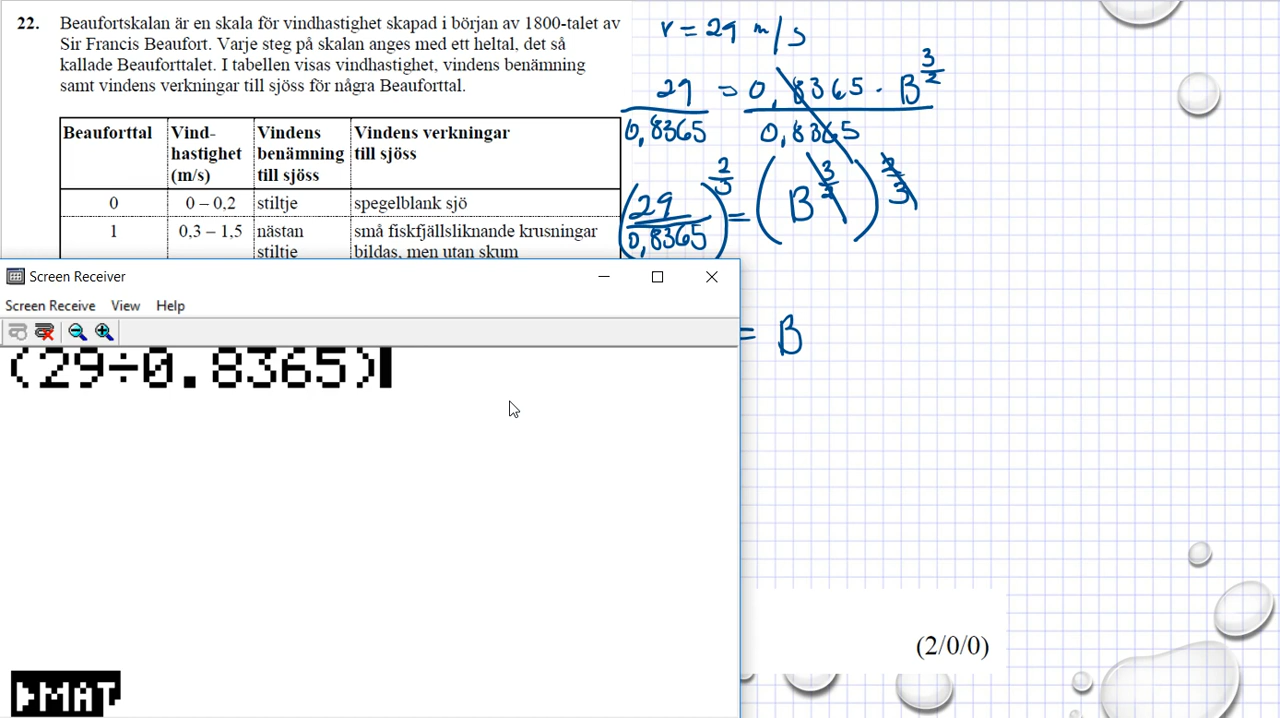 22. Beaufortskalan är en skala för vindhastighet skapad i början av 1800-talet av
Sir Francis Beaufort. Varje steg på skalan anges med ett heltal, det så
kallade Beauforttalet. I tabellen visas vindhastighet, vindens benämning
samt vindens verkningar till sjöss för några Beauforttal.
Beauforttal
Vind-
hastighet
(m/s)
Vindens
benämning
till sjöss
Vindens verkningar
till sjöss
0 0 – 0,2 stiltje spegelblank sjö
1 0,3 – 1,5 nästan små fiskfjällsliknande krusningar
stiltje bildas, men utan skum
v = 29 m/s
29 = 0,8365 · B^(3/2)
0,8365 0,8365
(29/0,8365)^(2/3) = (B^(3/2))^(2/3)
= B
Screen Receiver
Screen Receive View Help
(29÷0.8365)
▶MAT
(2/0/0)